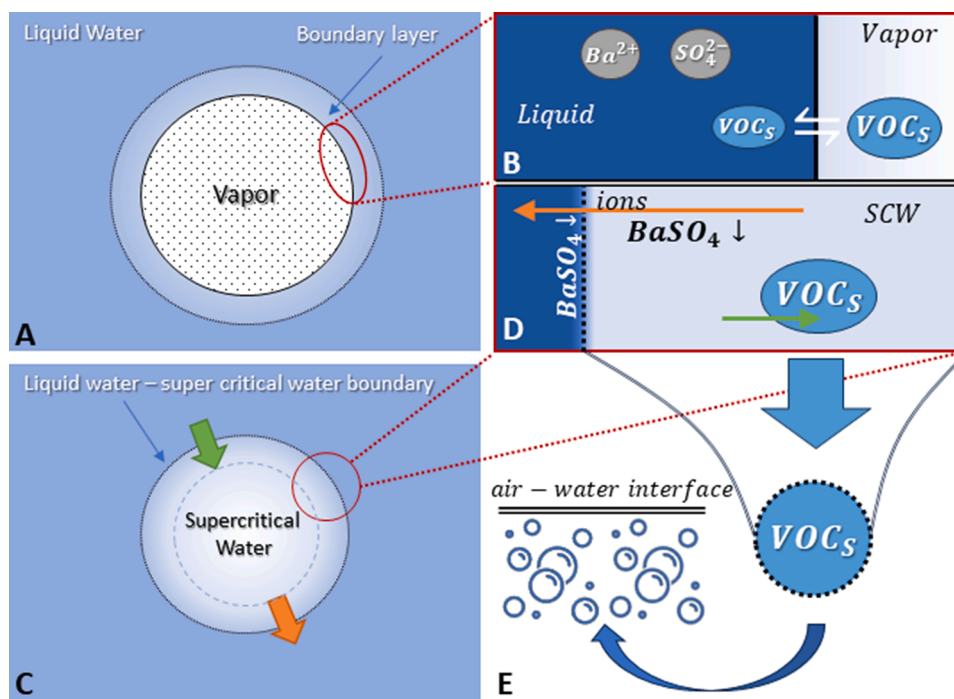 Liquid Water
Boundary layer
Vapor
A
Ba²⁺
SO₄²⁻
Vapor
Liquid
VOCs
VOCs
B
ions
SCW
BaSO₄ ↓
BaSO₄ ↓
VOCs
D
Liquid water – super critical water boundary
Supercritical
Water
C
air – water interface
VOCs
E